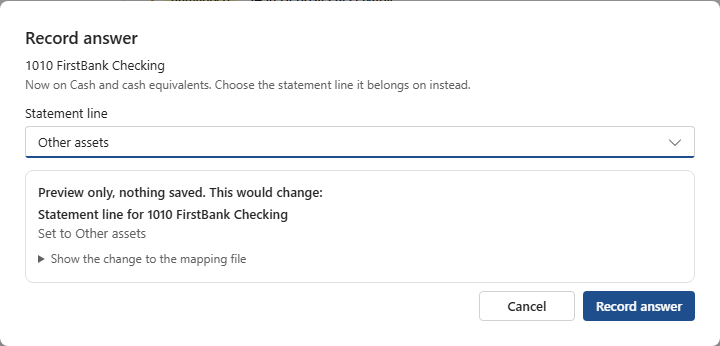 Record answer
1010 FirstBank Checking
Now on Cash and cash equivalents. Choose the statement line it belongs on instead.
Statement line
Other assets
Preview only, nothing saved. This would change:
Statement line for 1010 FirstBank Checking
Set to Other assets
Show the change to the mapping file
Cancel
Record answer